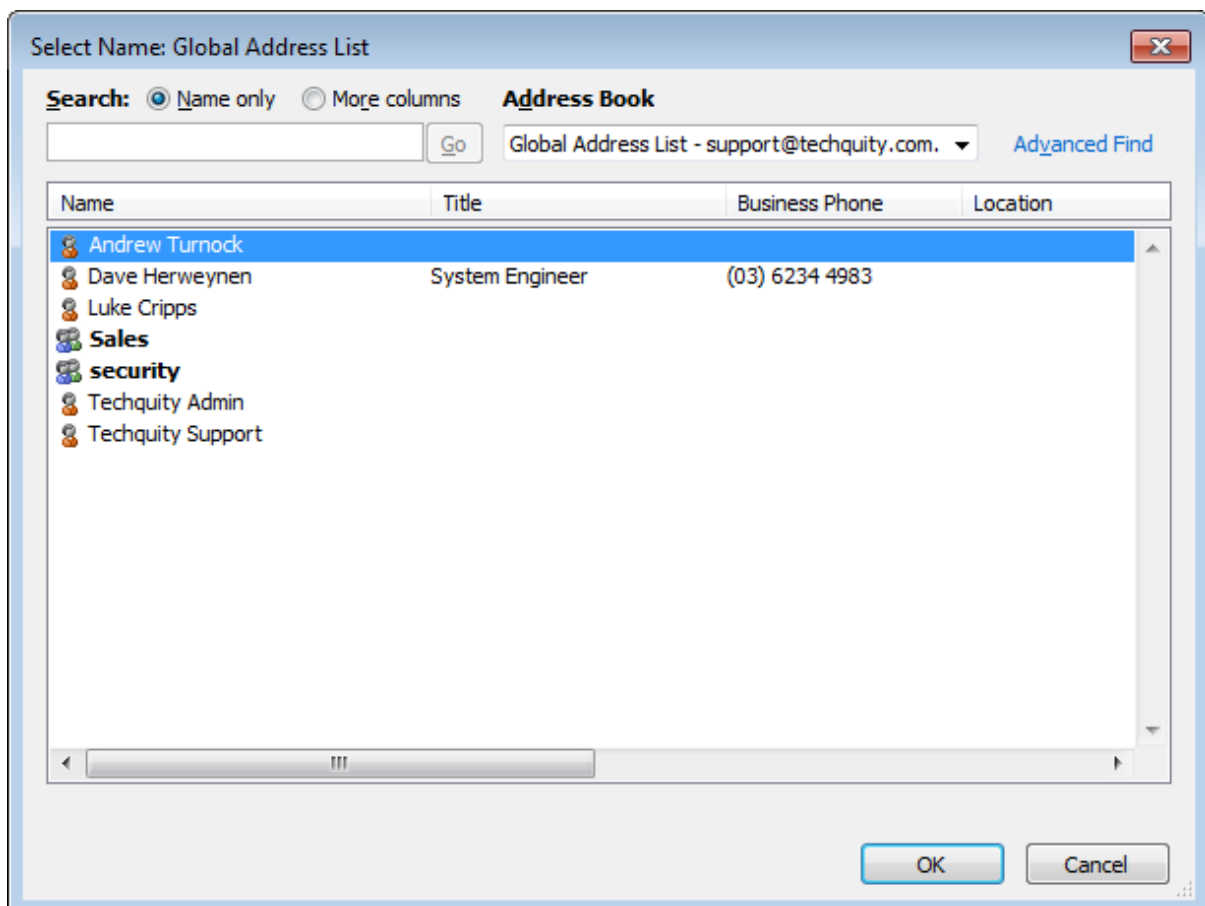 Select Name: Global Address List
Search: Name only More columns Address Book
Go Global Address List - support@techquity.com. Advanced Find
Name Title Business Phone Location
Andrew Turnock
Dave Herweynen System Engineer (03) 6234 4983
Luke Cripps
Sales
security
Techquity Admin
Techquity Support
OK Cancel